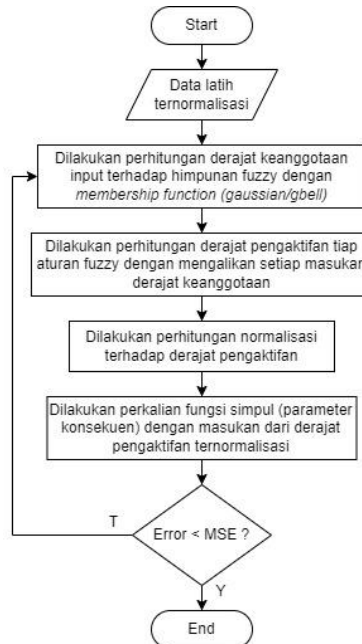 Start
Data latih
ternormalisasi
Dilakukan perhitungan derajat keanggotaan
input terhadap himpunan fuzzy dengan
membership function (gaussian/gbell)
Dilakukan perhitungan derajat pengaktifan tiap
aturan fuzzy dengan mengalikan setiap masukan
derajat keanggotaan
Dilakukan perhitungan normalisasi
terhadap derajat pengaktifan
Dilakukan perkalian fungsi simpul (parameter
konsekuen) dengan masukan dari derajat
pengaktifan ternormalisasi
T
Error < MSE ?
Y
End